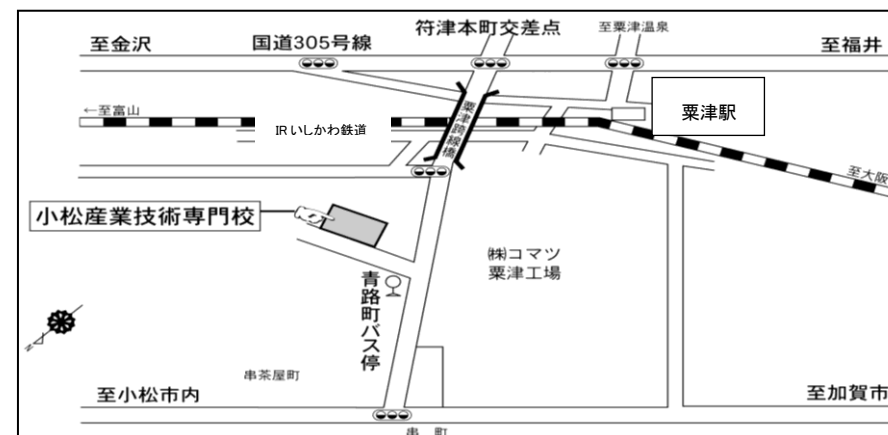 符津本町交差点
至粟津温泉
至金沢
国道305号線
至福井
←至富山
IRいしかわ鉄道
粟津跨線橋
粟津駅
至大阪
小松産業技術専門校
㈱コマツ
粟津工場
青路町バス停
N
串茶屋町
至小松市内
至加賀市
串 町